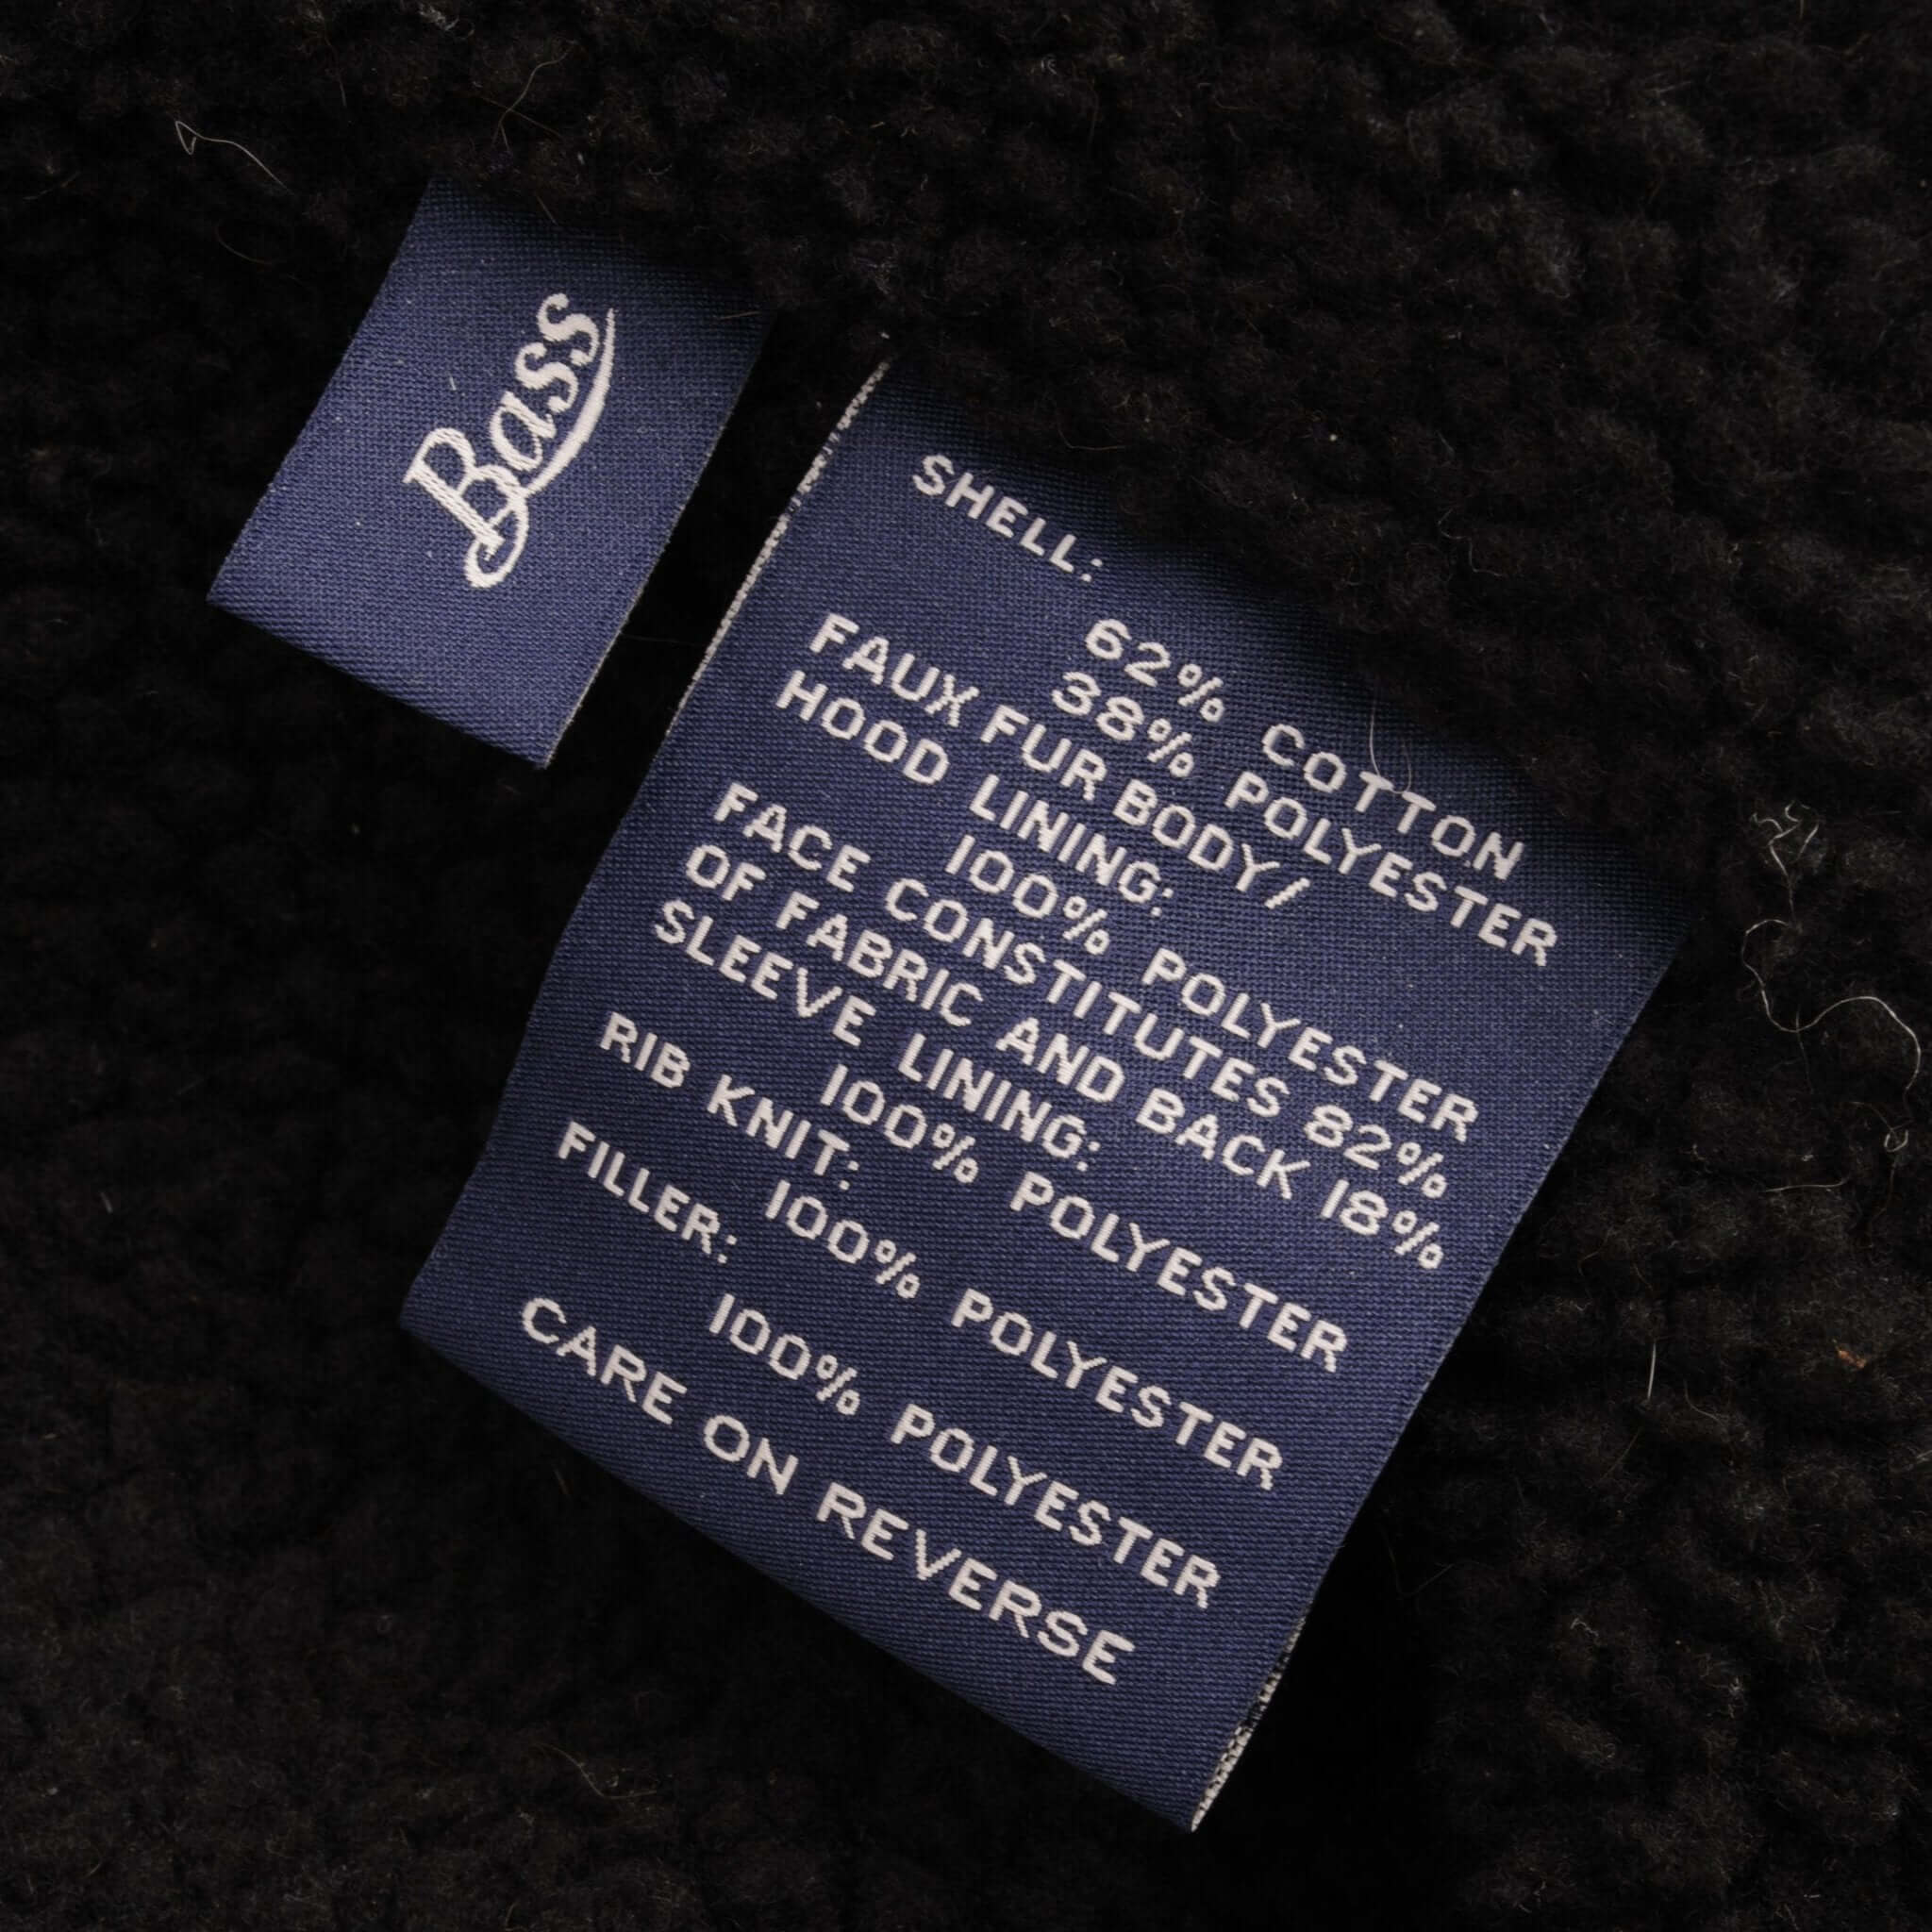 Bass
SHELL:
62% COTTON
38% POLYESTER
FAUX FUR BODY/
HOOD LINING:
100% POLYESTER
FACE CONSTITUTES 82%
OF FABRIC AND BACK 18%
SLEEVE LINING:
100% POLYESTER
RIB KNIT:
100% POLYESTER
FILLER:
100% POLYESTER
CARE ON REVERSE